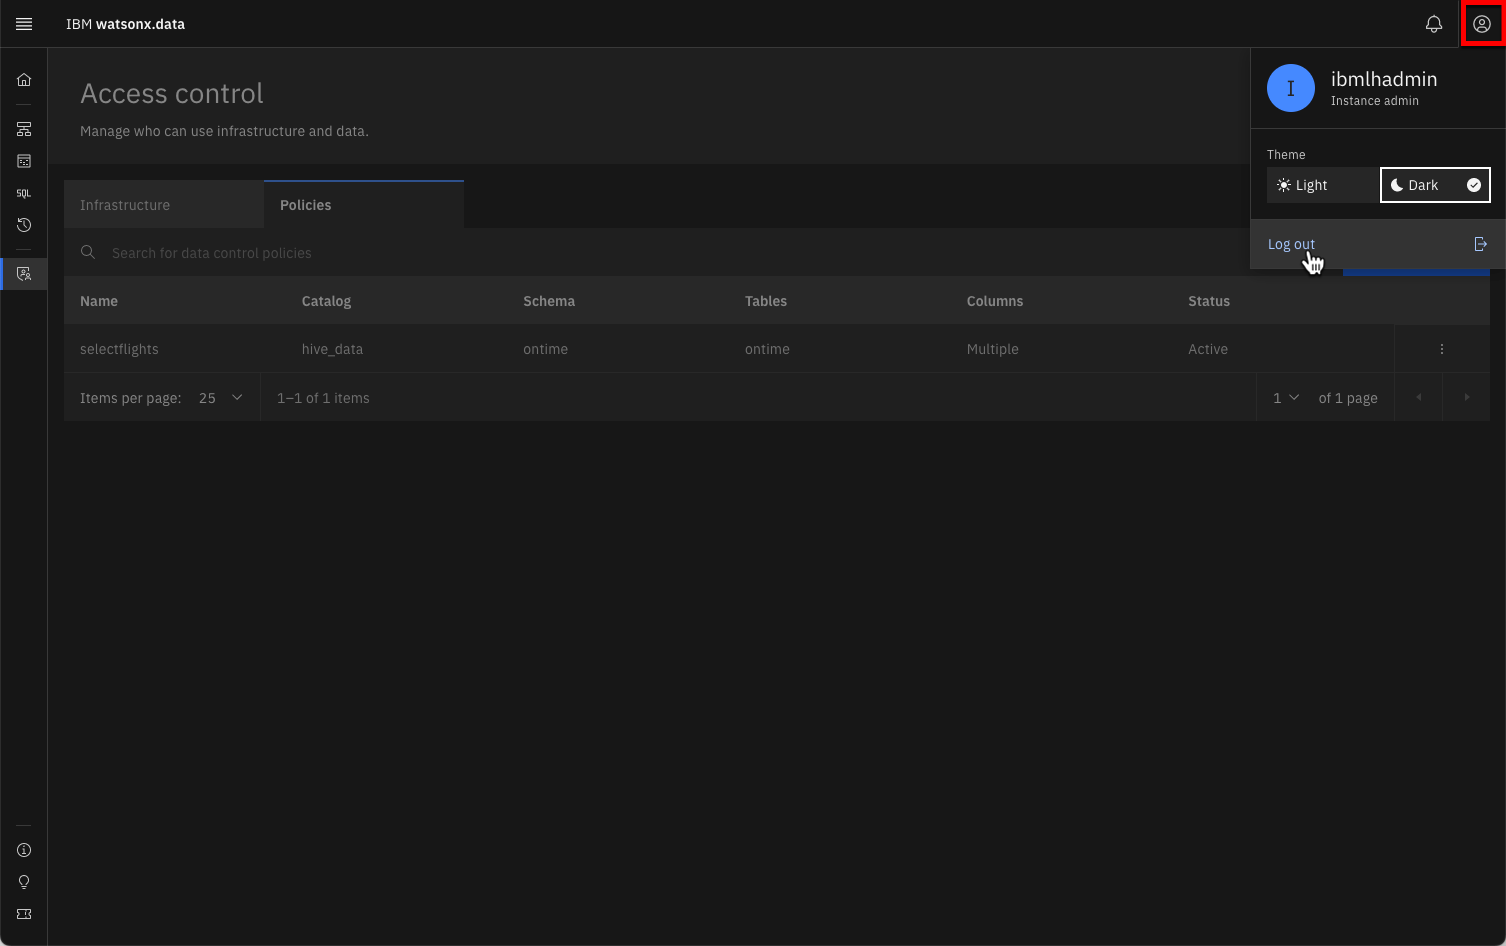 IBM watsonx.data
Access control
Manage who can use infrastructure and data.
I
ibmlhadmin
Instance admin
Theme
Light
Dark
Log out
SQL
Infrastructure
Policies
Search for data control policies
Name Catalog Schema Tables Columns Status
selectflights hive_data ontime ontime Multiple Active
Items per page: 25 1–1 of 1 items 1 of 1 page